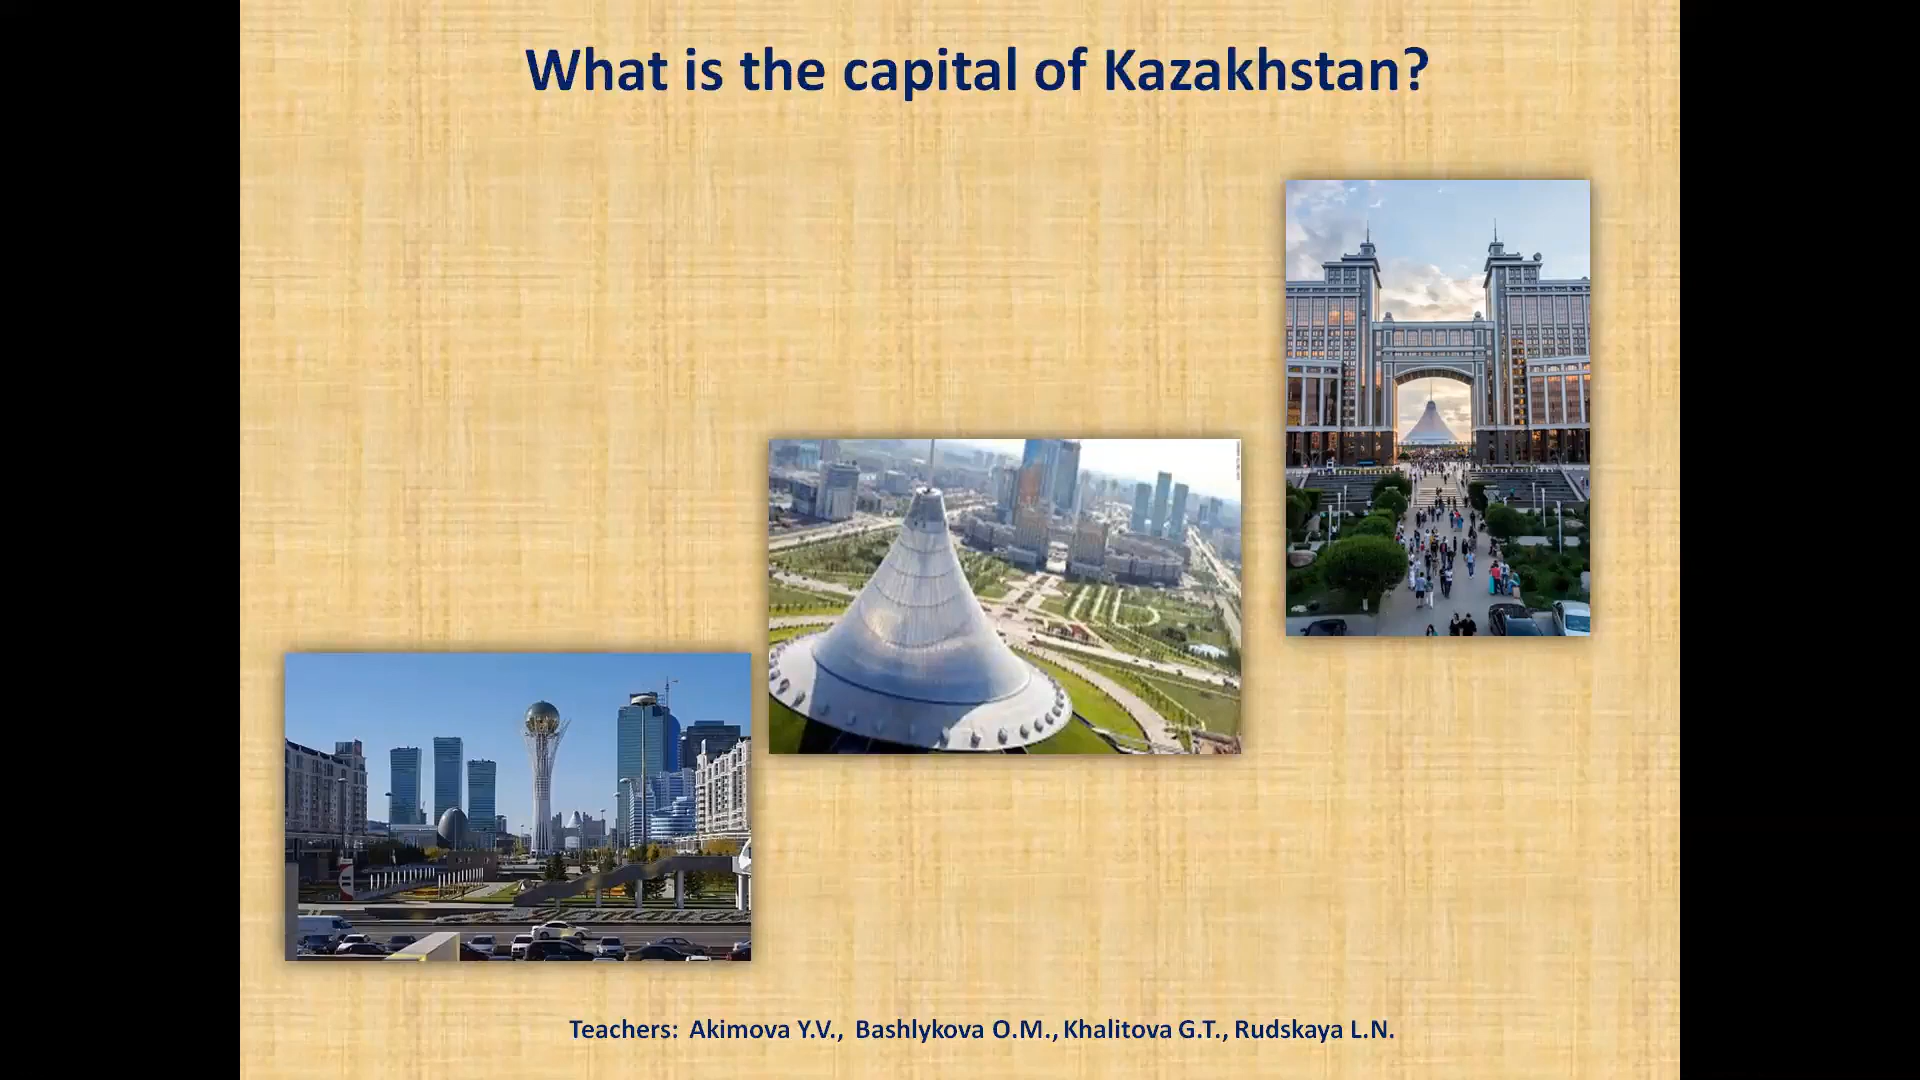 What is the capital of Kazakhstan?
Teachers: Akimova Y.V., Bashlykova O.M., Khalitova G.T., Rudskaya L.N.